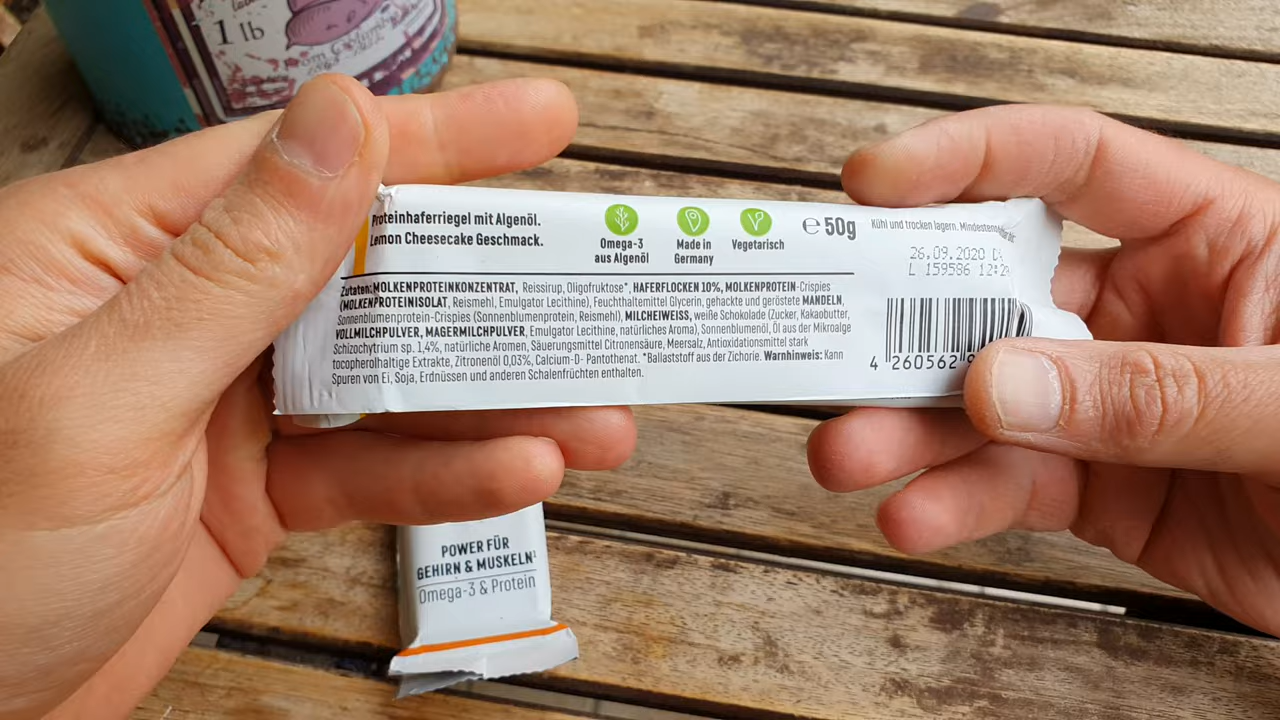 1 lb
from Columbia
Proteinhaferriegel mit Algenöl.
Lemon Cheesecake Geschmack.
Omega-3
aus Algenöl
Made in
Germany
Vegetarisch
e 50g
Kühl und trocken lagern.
26.09.2020
L 159586 12:2
Zutaten: MOLKENPROTEINKONZENTRAT, Reissirup, Oligofruktose*, HAFERFLOCKEN 10%, MOLKENPROTEIN-Crispies
(MOLKENPROTEINISOLAT, Reismehl, Emulgator Lecithine), Feuchthaltemittel Glycerin, gehackte und geröstete MANDELN,
Sonnenblumenprotein-Crispies (Sonnenblumenprotein, Reismehl), MILCHEIWEISS, weiße Schokolade (Zucker, Kakaobutter,
VOLLMILCHPULVER, MAGERMILCHPULVER, Emulgator Lecithine, natürliches Aroma), Sonnenblumenöl, Öl aus der Mikroalge
Schizochytrium sp. 1,4%, natürliche Aromen, Säuerungsmittel Citronensäure, Meersalz, Antioxidationsmittel stark
tocopherolhaltige Extrakte, Zitronenöl 0,03%, Calcium-D- Pantothenat. *Ballaststoff aus der Zichorie. Warnhinweis: Kann
Spuren von Ei, Soja, Erdnüssen und anderen Schalenfrüchten enthalten.
4 260562
POWER FÜR
GEHIRN & MUSKELN¹
Omega-3 & Protein